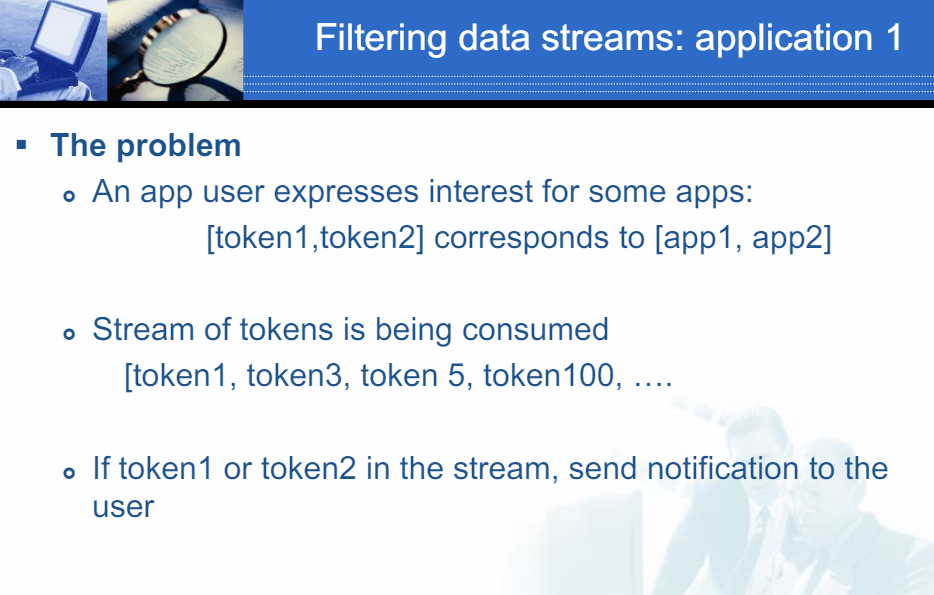 Filtering data streams: application 1
▪ The problem
o An app user expresses interest for some apps:
[token1,token2] corresponds to [app1, app2]
o Stream of tokens is being consumed
[token1, token3, token 5, token100, ….
o If token1 or token2 in the stream, send notification to the
user